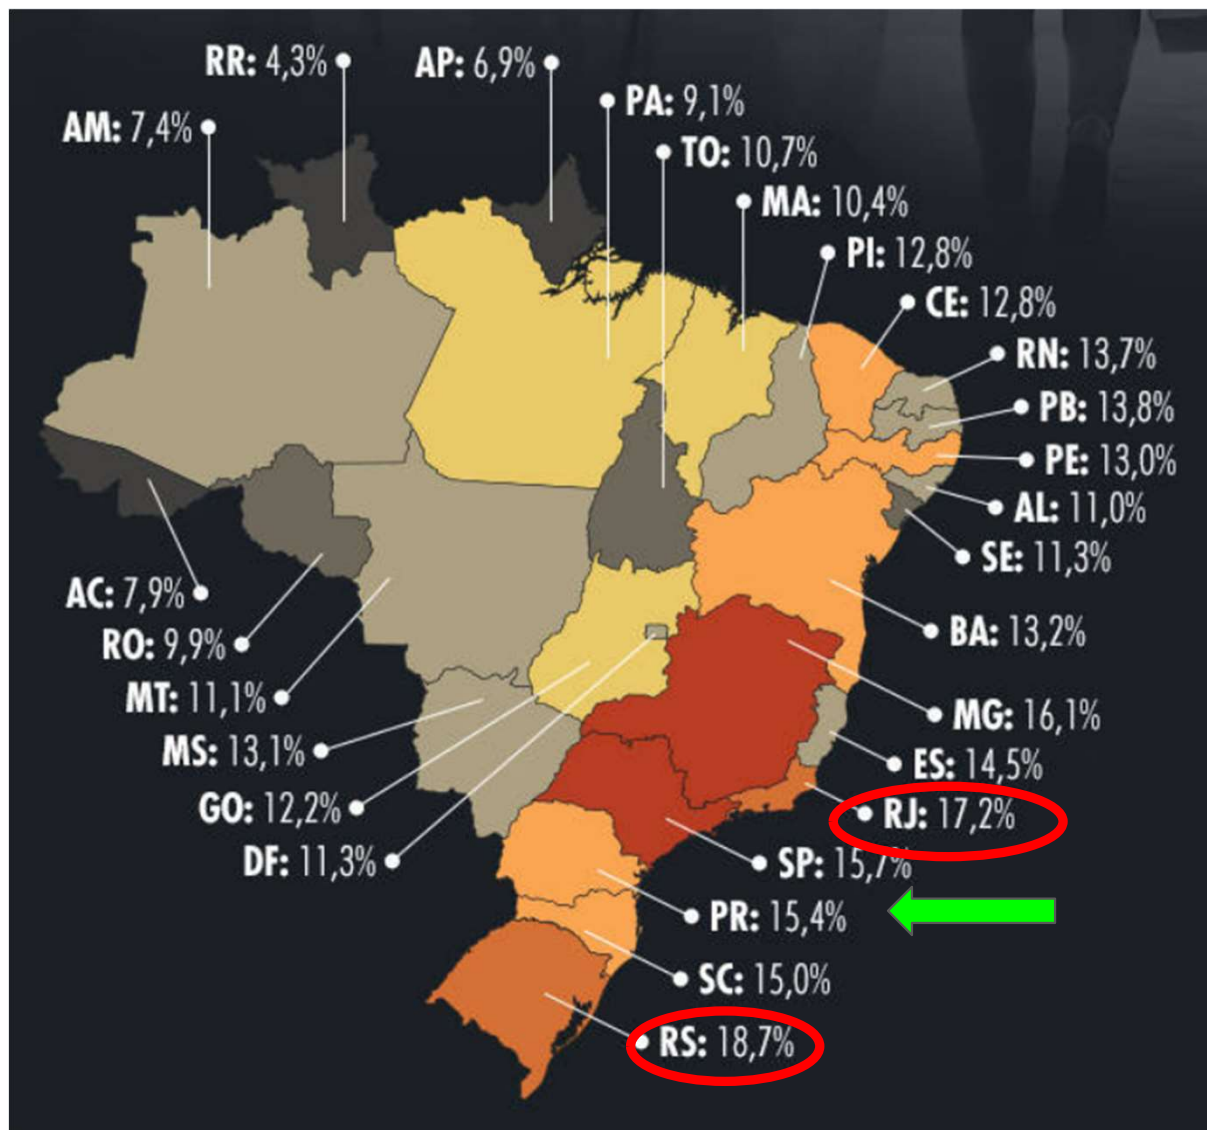 RR: 4,3%
AP: 6,9%
PA: 9,1%
AM: 7,4%
TO: 10,7%
MA: 10,4%
PI: 12,8%
CE: 12,8%
RN: 13,7%
PB: 13,8%
PE: 13,0%
AL: 11,0%
SE: 11,3%
AC: 7,9%
RO: 9,9%
BA: 13,2%
MT: 11,1%
MG: 16,1%
MS: 13,1%
ES: 14,5%
GO: 12,2%
RJ: 17,2%
DF: 11,3%
SP: 15,7%
PR: 15,4%
SC: 15,0%
RS: 18,7%